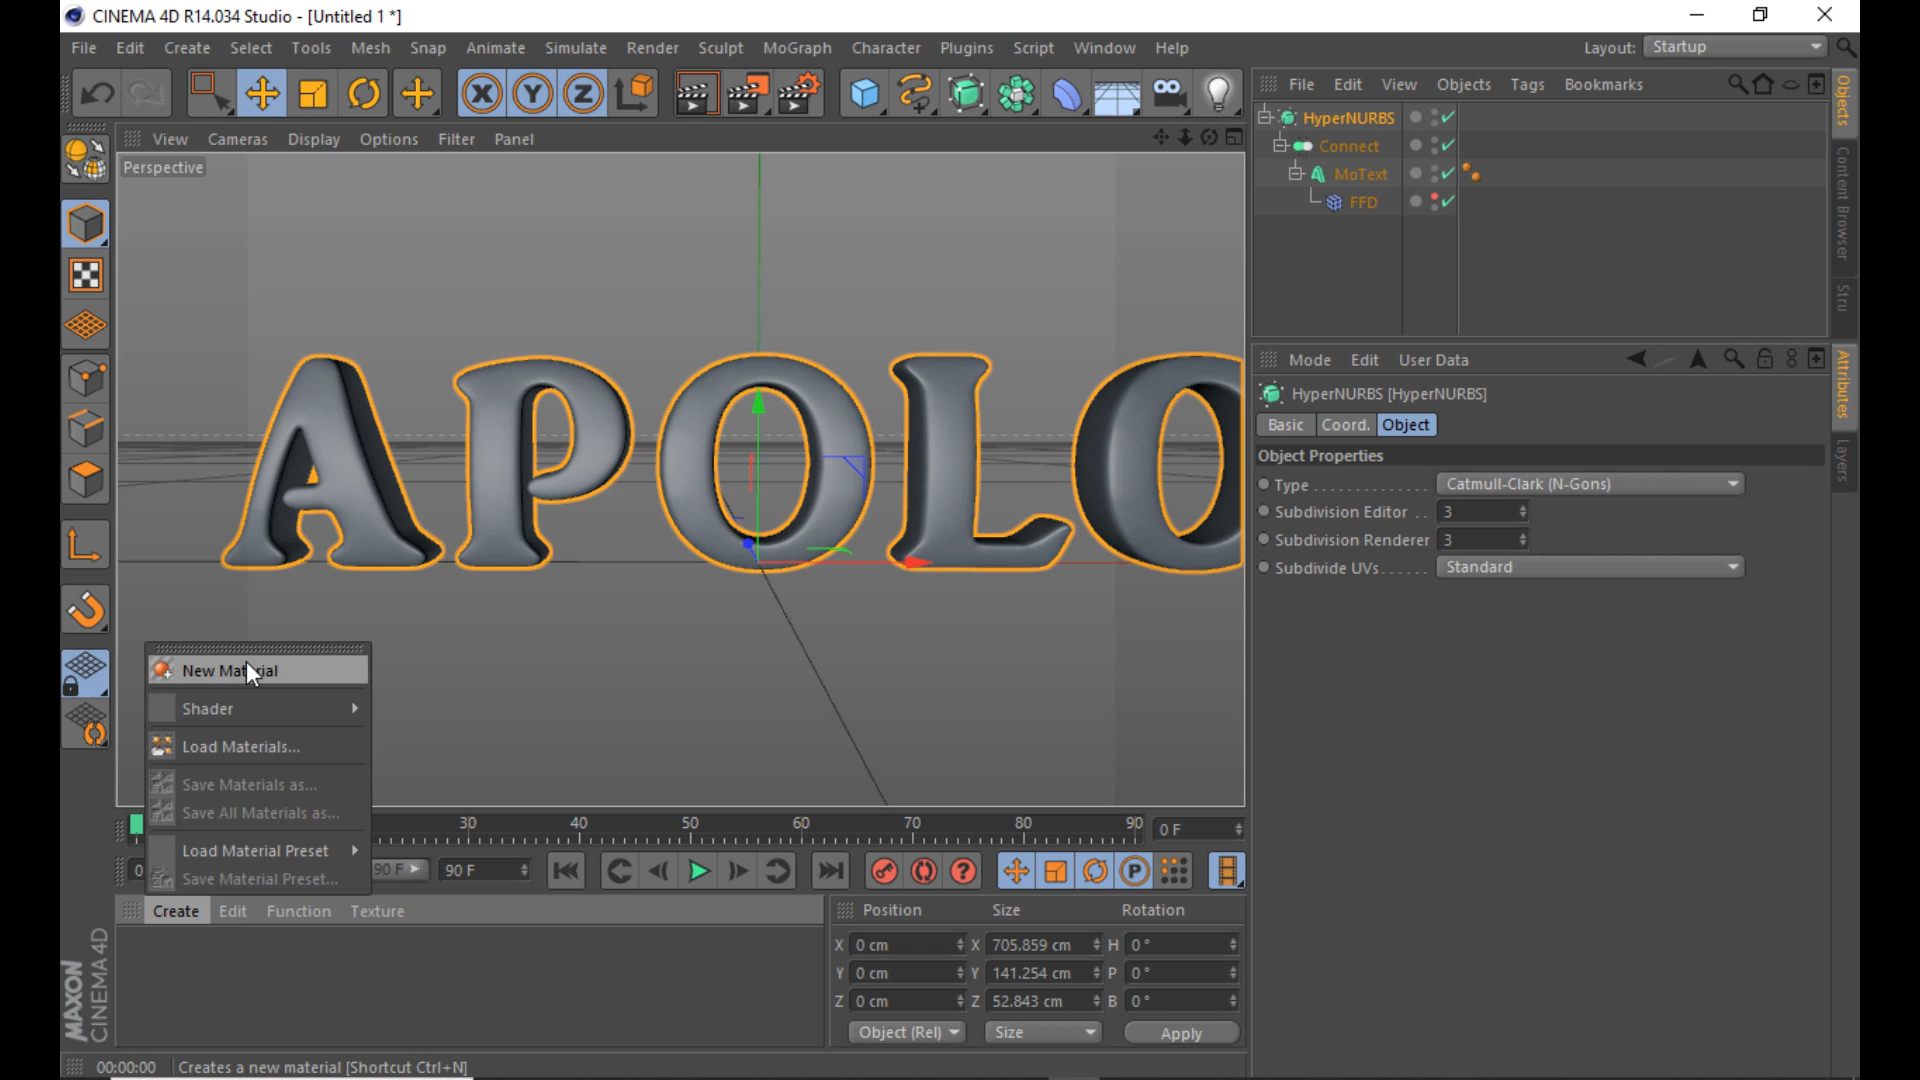 CINEMA 4D R14.034 Studio - [Untitled 1 *]
File Edit Create Select Tools Mesh Snap Animate Simulate Render Sculpt MoGraph Character Plugins Script Window Help
Layout: Startup
File Edit View Objects Tags Bookmarks
View Cameras Display Options Filter Panel
Perspective
HyperNURBS
Connect
MoText
FFD
Objects
Content Browser
Stru
APOLO
Mode Edit User Data
HyperNURBS [HyperNURBS]
Basic Coord. Object
Object Properties
Type Catmull-Clark (N-Gons)
Subdivision Editor 3
Subdivision Renderer 3
Subdivide UVs Standard
Attributes
Layers
New Material
Shader
Load Materials...
Save Materials as...
Save All Materials as...
Load Material Preset
Save Material Preset...
30 40 50 60 70 80 90 0 F
0 90 F 90 F
Create Edit Function Texture
Position Size Rotation
X 0 cm X 705.859 cm H 0 °
Y 0 cm Y 141.254 cm P 0 °
Z 0 cm Z 52.843 cm B 0 °
Object (Rel) Size Apply
MAXON
CINEMA 4D
00:00:00 Creates a new material [Shortcut Ctrl+N]